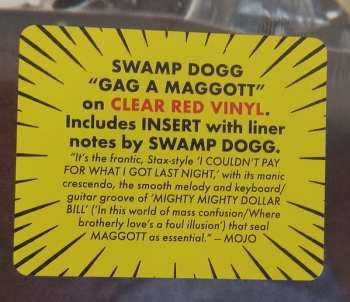 SWAMP DOGG
“GAG A MAGGOTT”
on CLEAR RED VINYL.
Includes INSERT with liner
notes by SWAMP DOGG.
“It’s the frantic, Stax-style ‘I COULDN’T PAY
FOR WHAT I GOT LAST NIGHT,’ with its manic
crescendo, the smooth melody and keyboard/
guitar groove of ‘MIGHTY MIGHTY DOLLAR
BILL’ (‘In this world of mass confusion/Where
brotherly love’s a foul illusion’) that seal
MAGGOTT as essential.” — MOJO